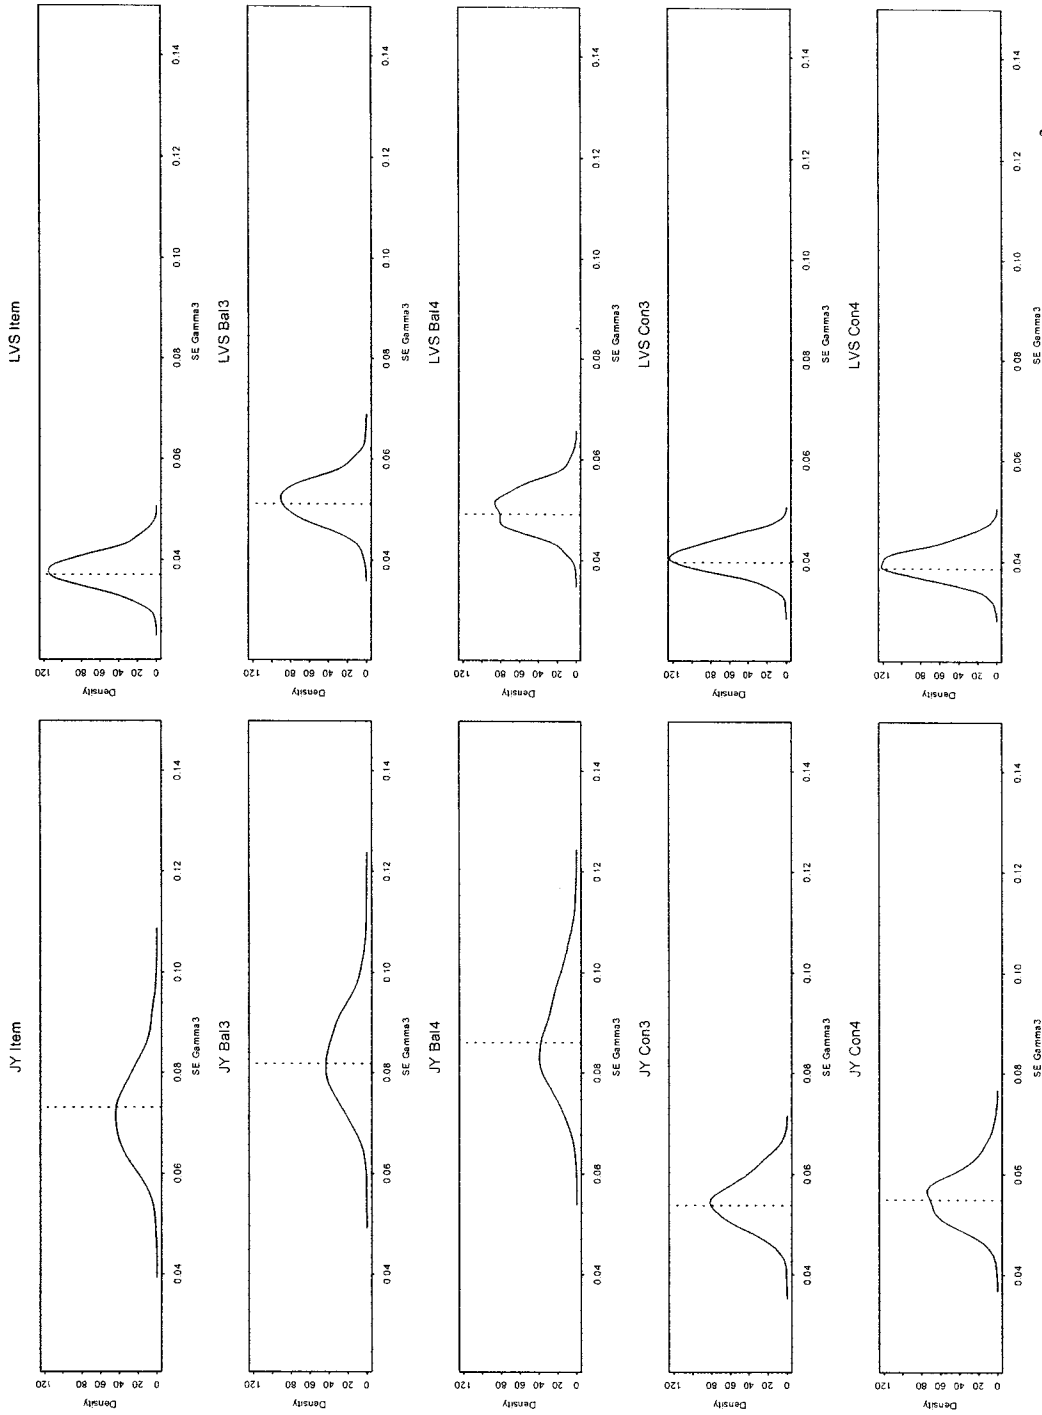 JY Item
Density
0 20 40 60 80 120
0.04 0.06 0.08 0.10 0.12 0.14
SE Gamma3
LVS Item
Density
0 20 40 60 80 120
0.04 0.06 0.08 0.10 0.12 0.14
SE Gamma3
JY Bal3
Density
0 20 40 60 80 120
0.04 0.06 0.08 0.10 0.12 0.14
SE Gamma3
LVS Bal3
Density
0 20 40 60 80 120
0.04 0.06 0.08 0.10 0.12 0.14
SE Gamma3
JY Bal4
Density
0 20 40 60 80 120
0.04 0.06 0.08 0.10 0.12 0.14
SE Gamma3
LVS Bal4
Density
0 20 40 60 80 120
0.04 0.06 0.08 0.10 0.12 0.14
SE Gamma3
JY Con3
Density
0 20 40 60 80 120
0.04 0.06 0.08 0.10 0.12 0.14
SE Gamma3
LVS Con3
Density
0 20 40 60 80 120
0.04 0.06 0.08 0.10 0.12 0.14
SE Gamma3
JY Con4
Density
0 20 40 60 80 120
0.04 0.06 0.08 0.10 0.12 0.14
SE Gamma3
LVS Con4
Density
0 20 40 60 80 120
0.04 0.06 0.08 0.10 0.12 0.14
SE Gamma3